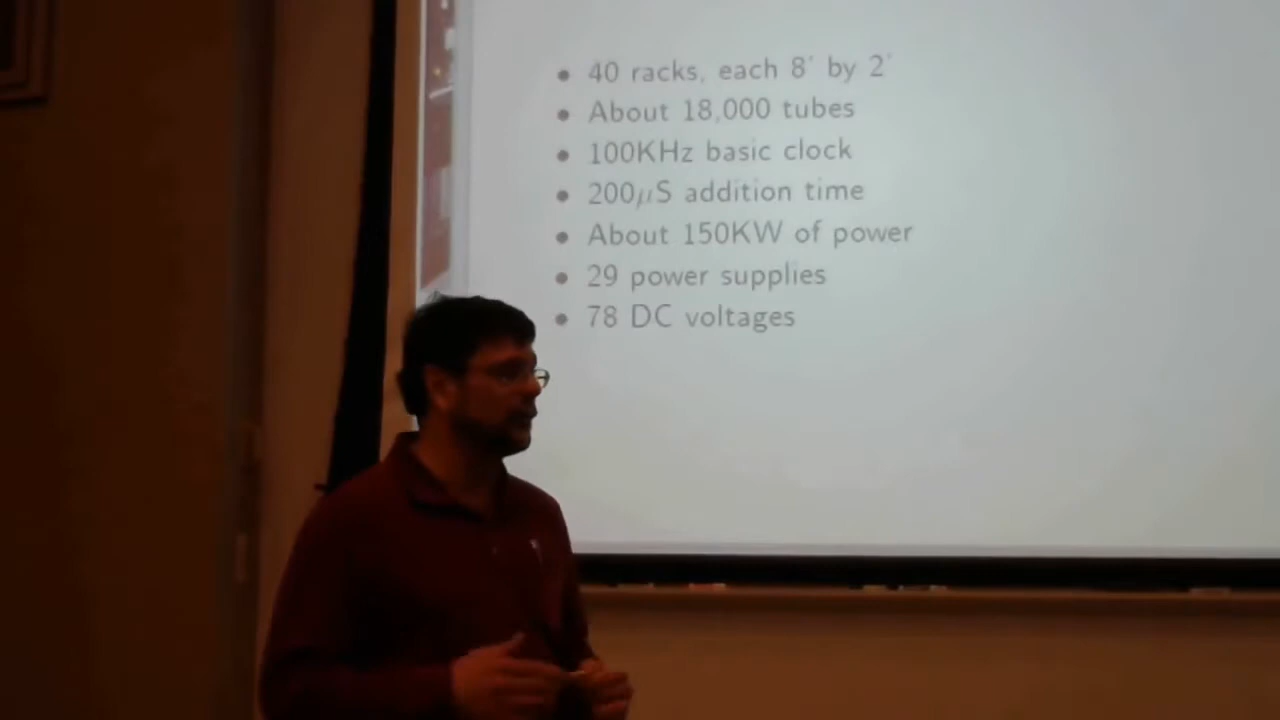 • 40 racks, each 8' by 2'
• About 18,000 tubes
• 100KHz basic clock
• 200μS addition time
• About 150KW of power
• 29 power supplies
• 78 DC voltages